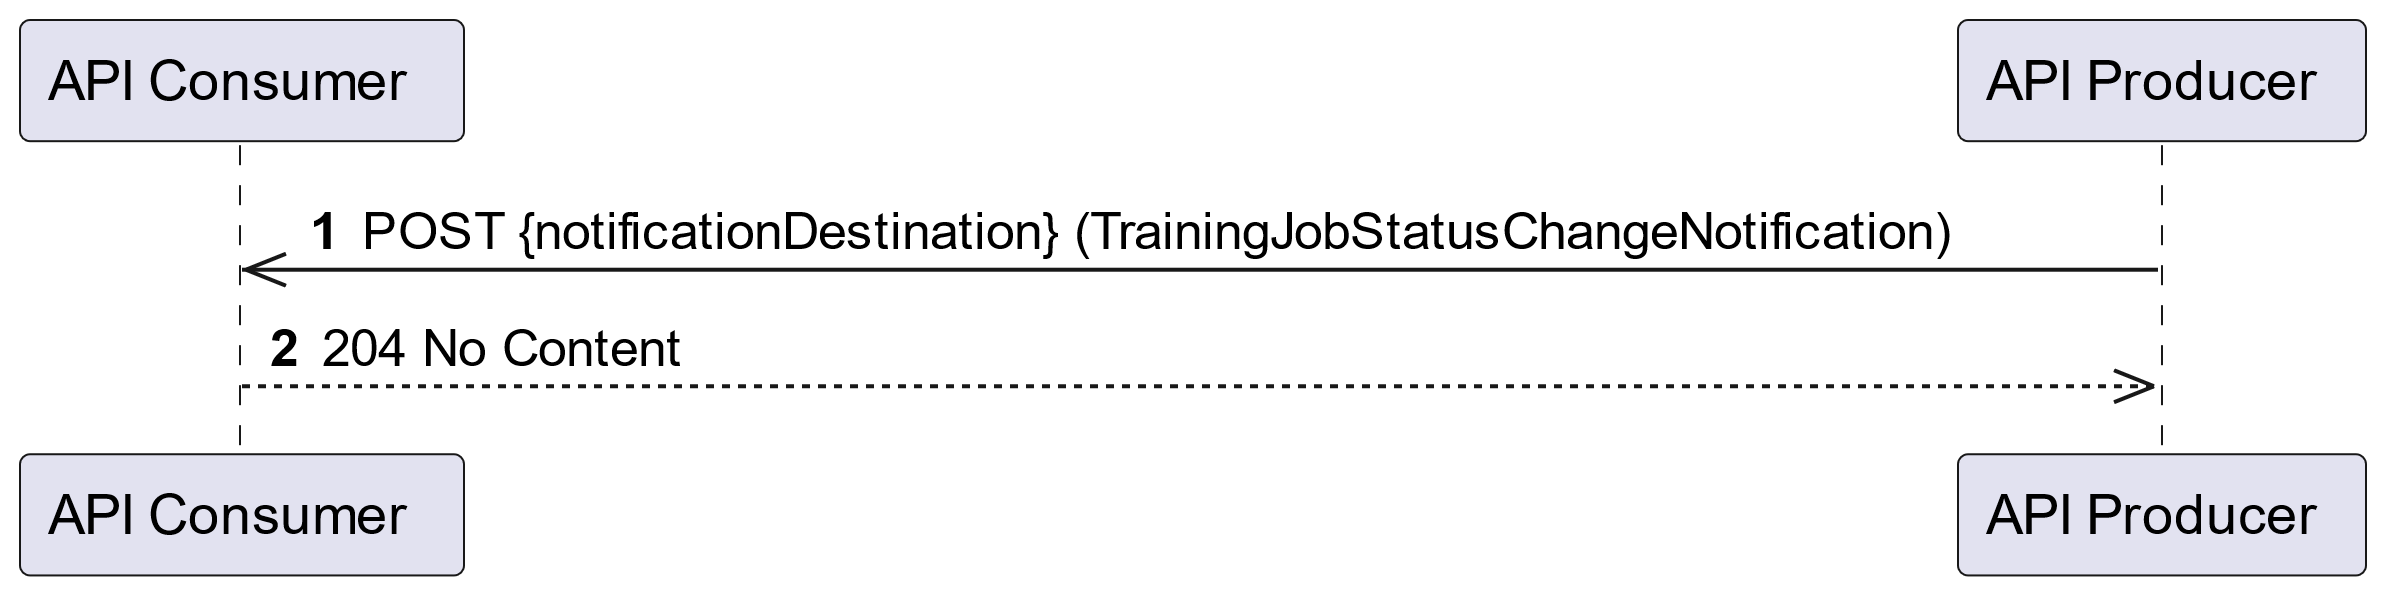 API Consumer
API Producer
1 POST {notificationDestination} (TrainingJobStatusChangeNotification)
2 204 No Content
API Consumer
API Producer